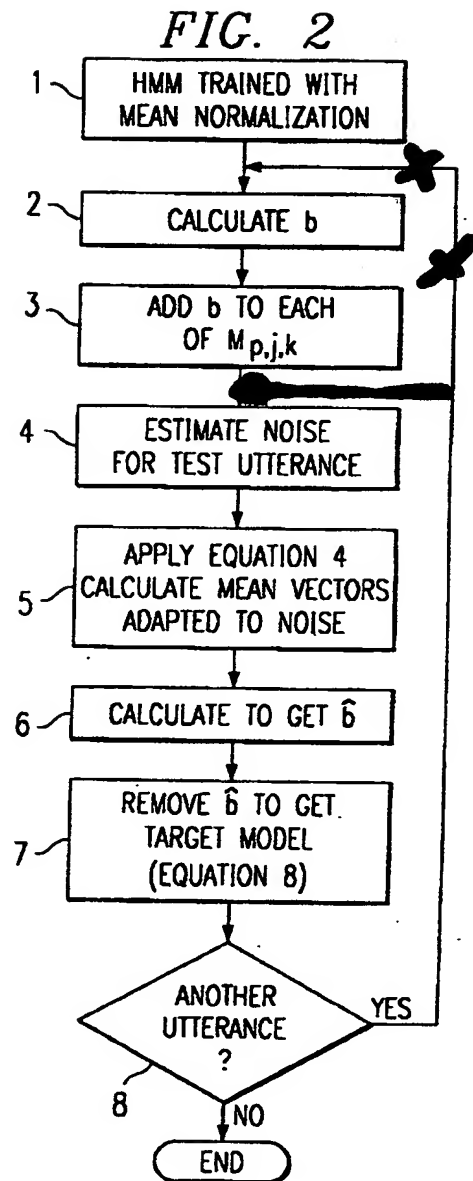 FIG. 2
1
HMM TRAINED WITH
MEAN NORMALIZATION
2
CALCULATE b
3
ADD b TO EACH
OF M p,j,k
4
ESTIMATE NOISE
FOR TEST UTTERANCE
5
APPLY EQUATION 4
CALCULATE MEAN VECTORS
ADAPTED TO NOISE
6
CALCULATE TO GET b̂
7
REMOVE b̂ TO GET
TARGET MODEL
(EQUATION 8)
ANOTHER
UTTERANCE
?
YES
8
NO
END